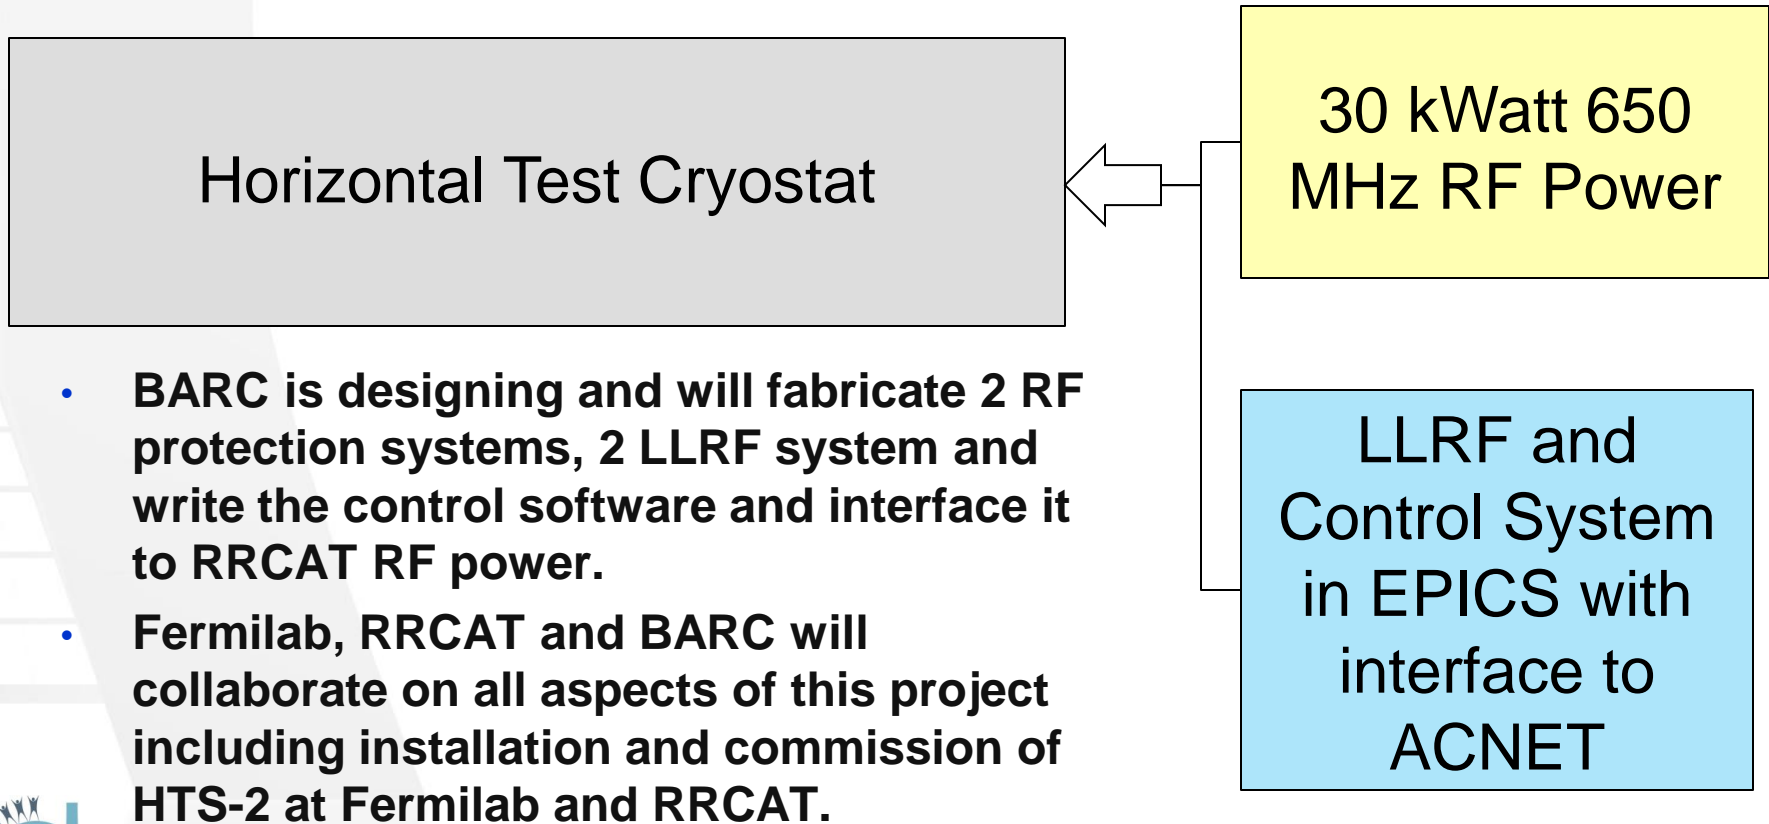 Horizontal Test Cryostat
30 kWatt 650
MHz RF Power
• BARC is designing and will fabricate 2 RF
protection systems, 2 LLRF system and
write the control software and interface it
to RRCAT RF power.
• Fermilab, RRCAT and BARC will
collaborate on all aspects of this project
including installation and commission of
HTS-2 at Fermilab and RRCAT.
LLRF and
Control System
in EPICS with
interface to
ACNET